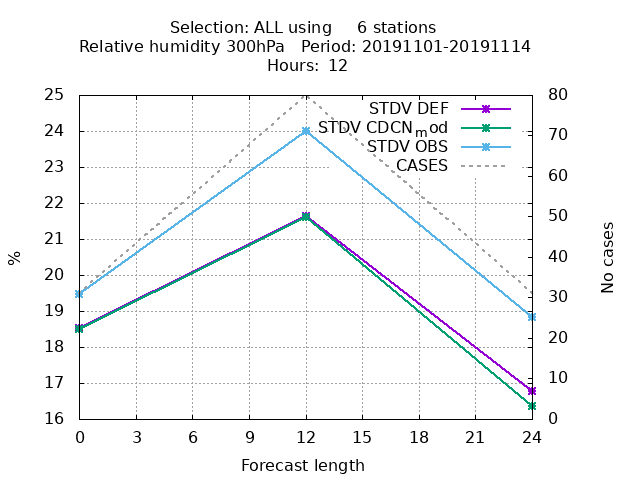 Selection: ALL using     6 stations
Relative humidity 300hPa   Period: 20191101-20191114
Hours:  12
STDV DEF
STDV CDCNmod
STDV OBS
CASES
25
24
23
22
21
20
19
18
17
16
%
80
70
60
50
40
30
20
10
0
No cases
0 3 6 9 12 15 18 21 24
Forecast length